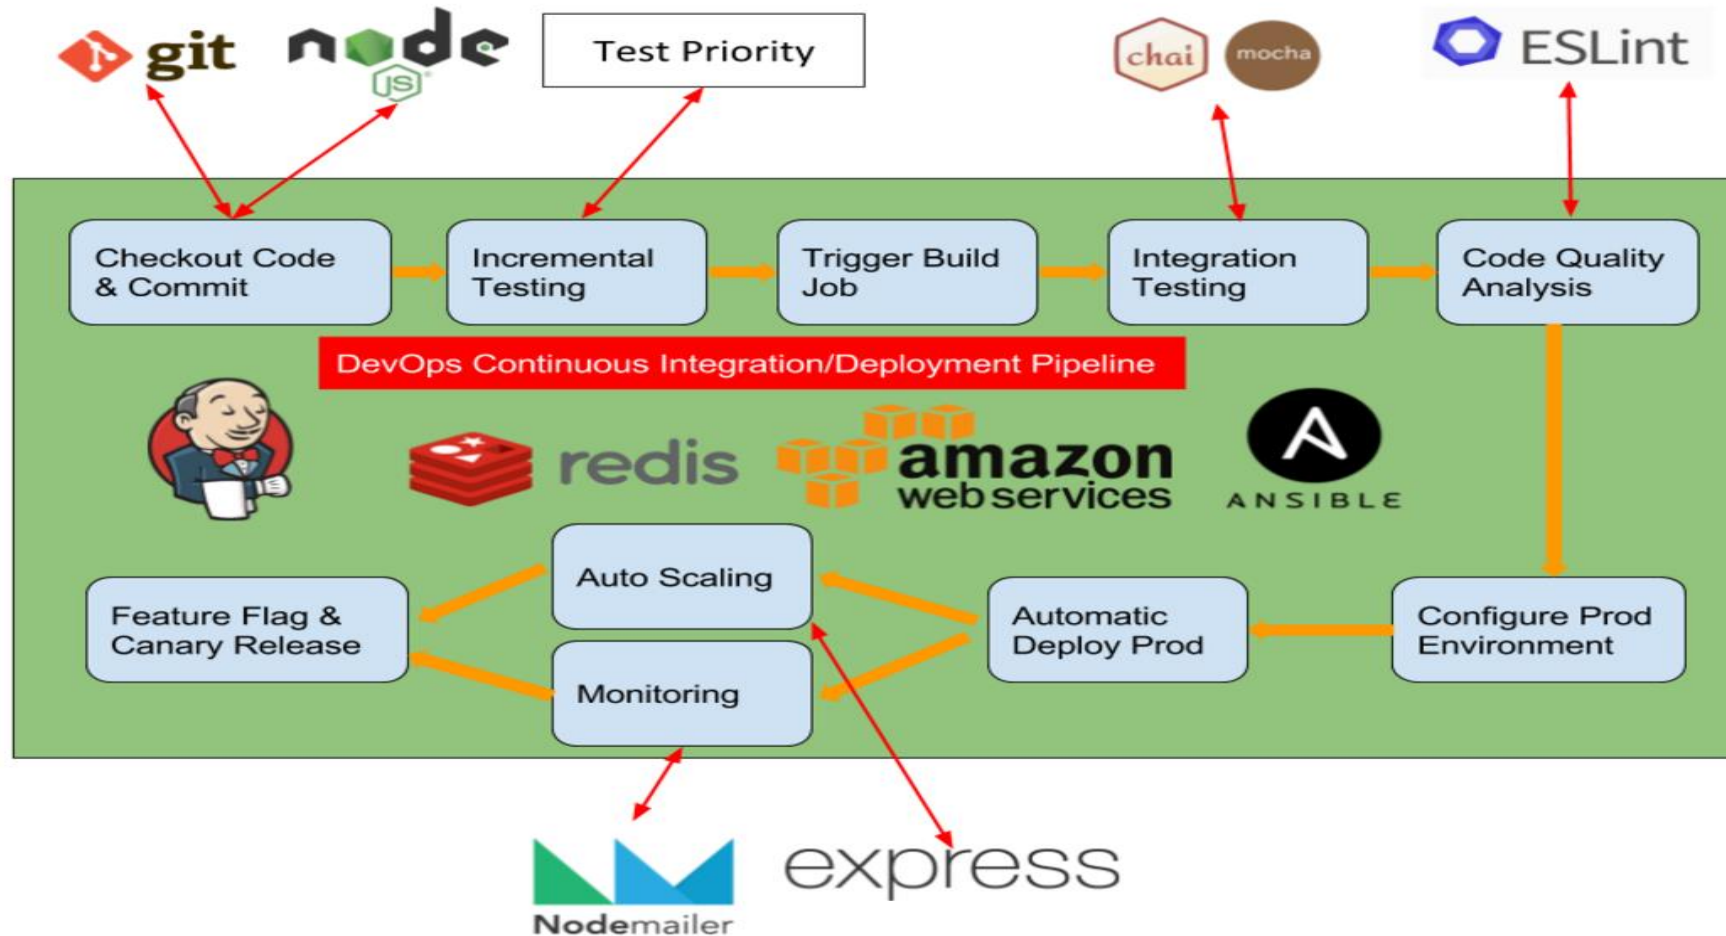 git
node
JS
Test Priority
chai
mocha
ESLint
Checkout Code
& Commit
Incremental
Testing
Trigger Build
Job
Integration
Testing
Code Quality
Analysis
DevOps Continuous Integration/Deployment Pipeline
redis
amazon
webservices
A
ANSIBLE
Feature Flag &
Canary Release
Auto Scaling
Monitoring
Automatic
Deploy Prod
Configure Prod
Environment
Nodemailer
express